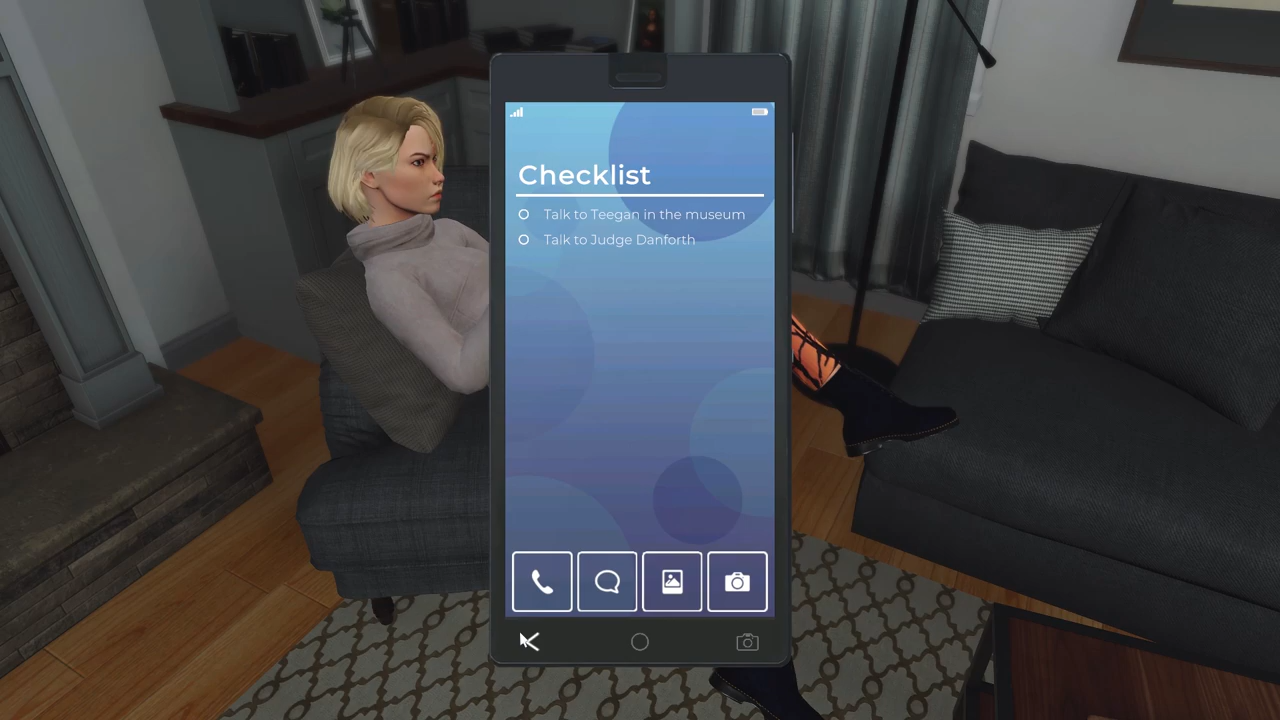 Checklist
Talk to Teegan in the museum
Talk to Judge Danforth